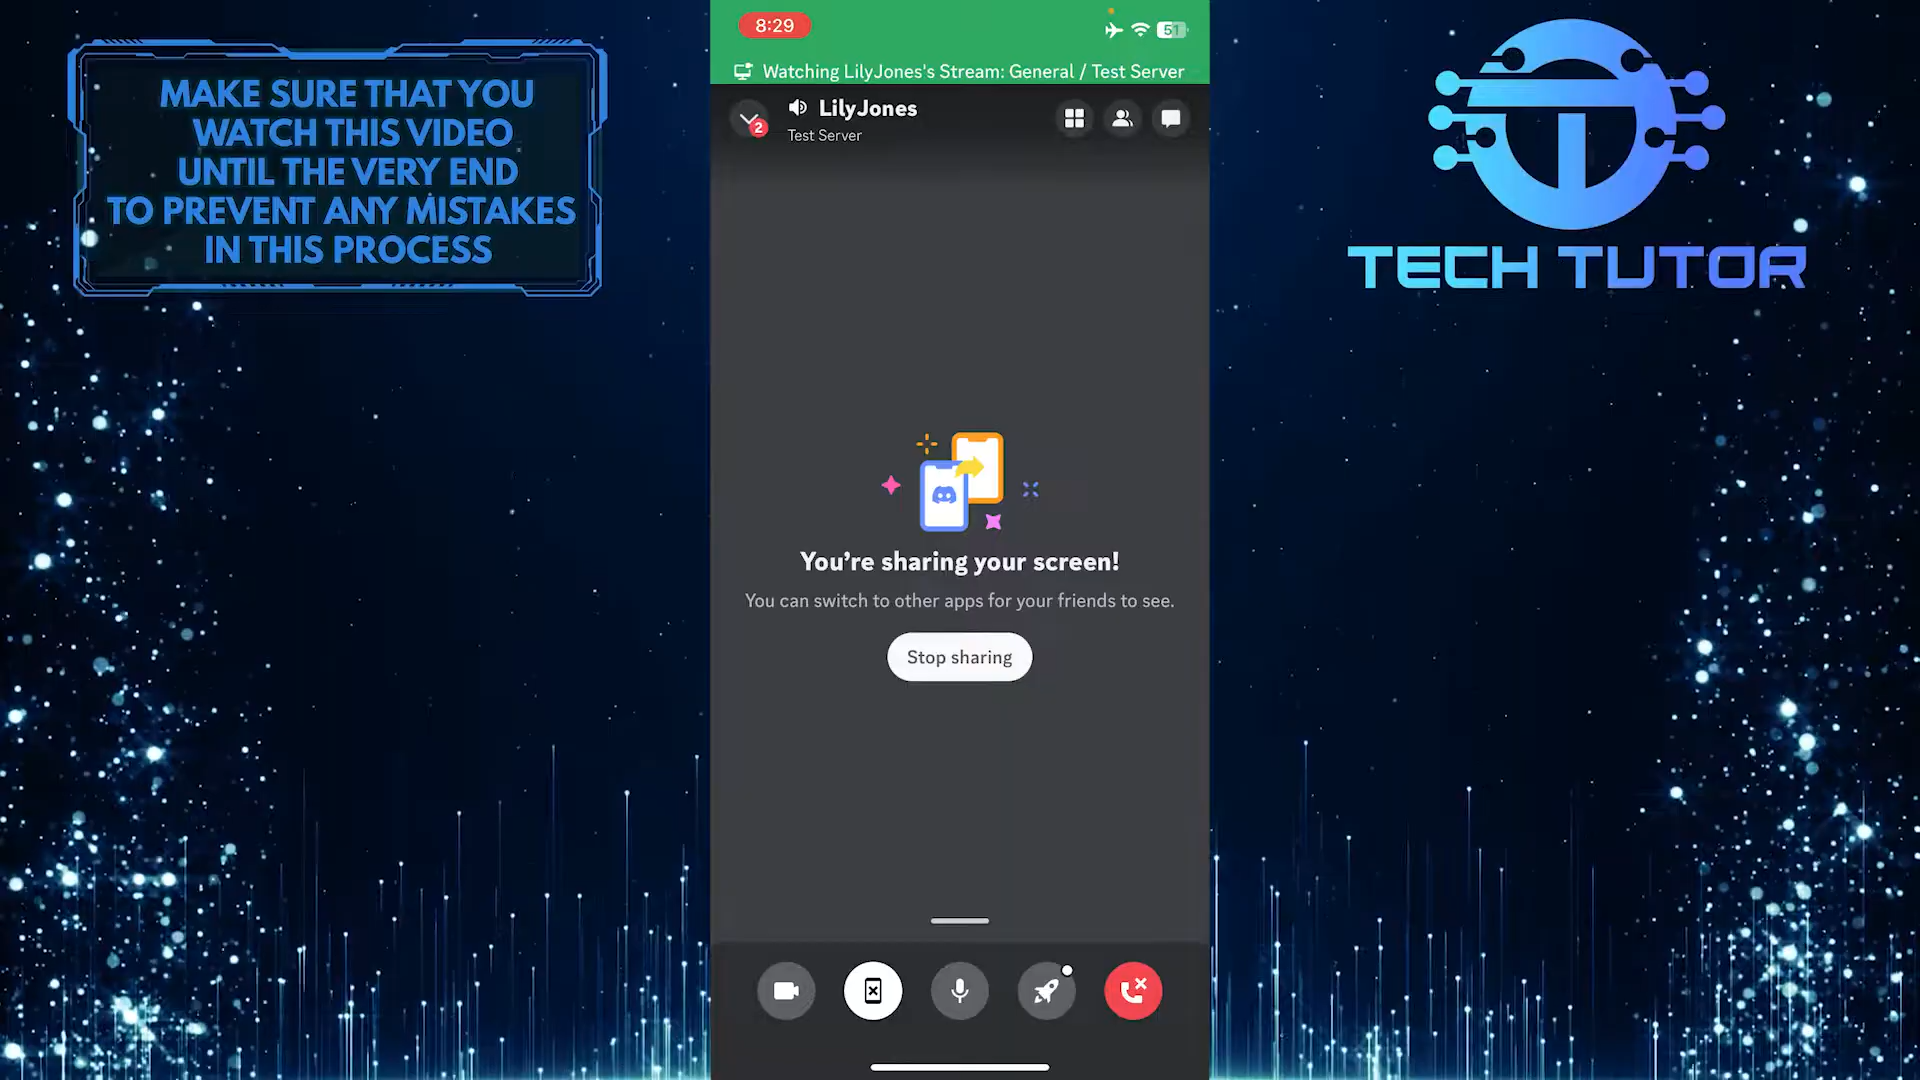 MAKE SURE THAT YOU
WATCH THIS VIDEO
UNTIL THE VERY END
TO PREVENT ANY MISTAKES
IN THIS PROCESS
8:29
51
Watching LilyJones's Stream: General / Test Server
2
LilyJones
Test Server
You’re sharing your screen!
You can switch to other apps for your friends to see.
Stop sharing
TECH TUTOR